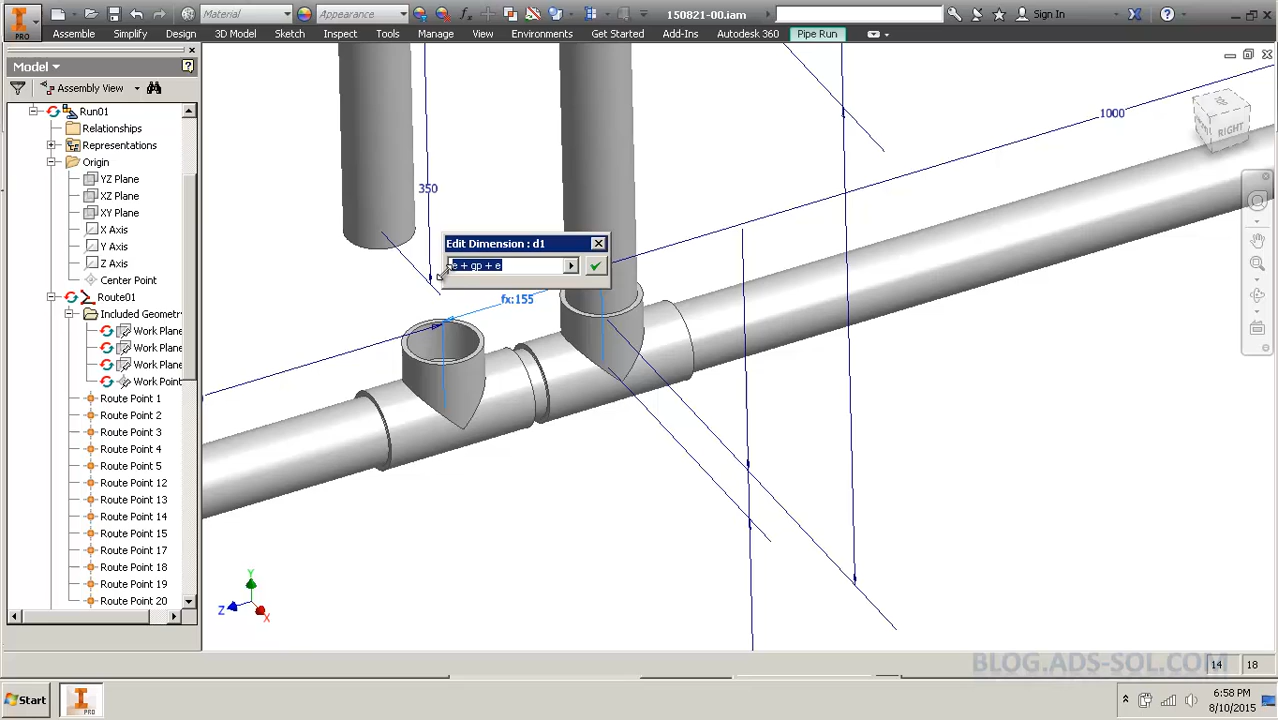 PRO
Material
Appearance
150821-00.iam
Sign In
Assemble Simplify Design 3D Model Sketch Inspect Tools Manage View Environments Get Started Add-Ins Autodesk 360 Pipe Run
Model
Assembly View
Run01
Relationships
Representations
Origin
YZ Plane
XZ Plane
XY Plane
X Axis
Y Axis
Z Axis
Center Point
Route01
Included Geometry
Work Plane
Work Plane
Work Plane
Work Point
Route Point 1
Route Point 2
Route Point 3
Route Point 4
Route Point 5
Route Point 12
Route Point 13
Route Point 14
Route Point 15
Route Point 17
Route Point 18
Route Point 19
Route Point 20
1000
RIGHT
350
Edit Dimension : d1
e + gp + e
fx:155
Y
Z
X
BLOG.ADS-SOL.COM
14 18
Start
PRO
6:58 PM
8/10/2015